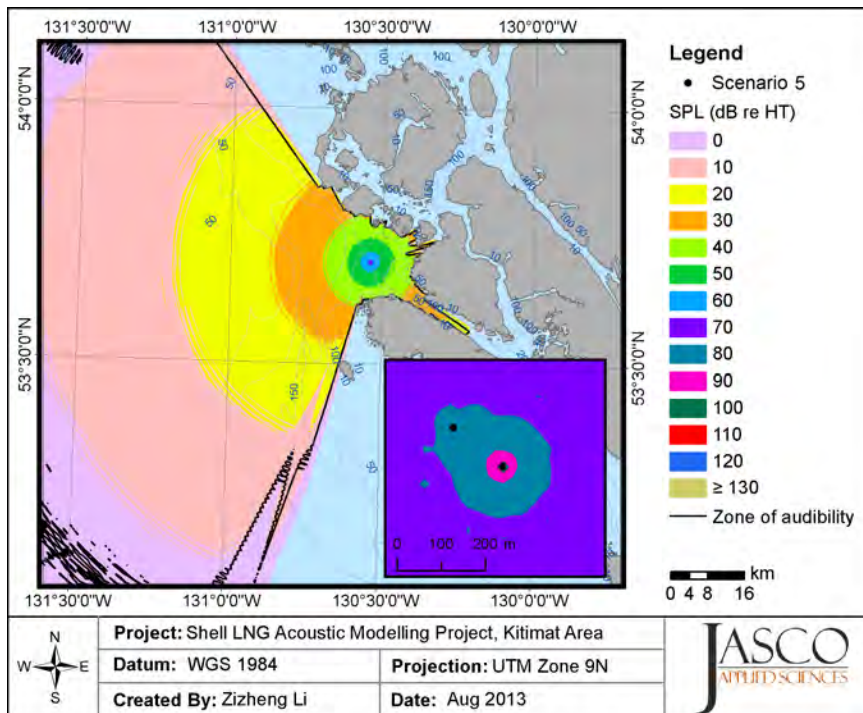 131°30'0"W 131°0'0"W 130°30'0"W 130°0'0"W
54°0'0"N
53°30'0"N
54°0'0"N
53°30'0"N
131°30'0"W 131°0'0"W 130°30'0"W 130°0'0"W
0 100 200 m
Legend
Scenario 5
SPL (dB re HT)
0
10
20
30
40
50
60
70
80
90
100
110
120
≥ 130
Zone of audibility
km
0 4 8 16
N
W E
S
Project: Shell LNG Acoustic Modelling Project, Kitimat Area
Datum: WGS 1984
Projection: UTM Zone 9N
Created By: Zizheng Li
Date: Aug 2013
JASCO
APPLIED SCIENCES